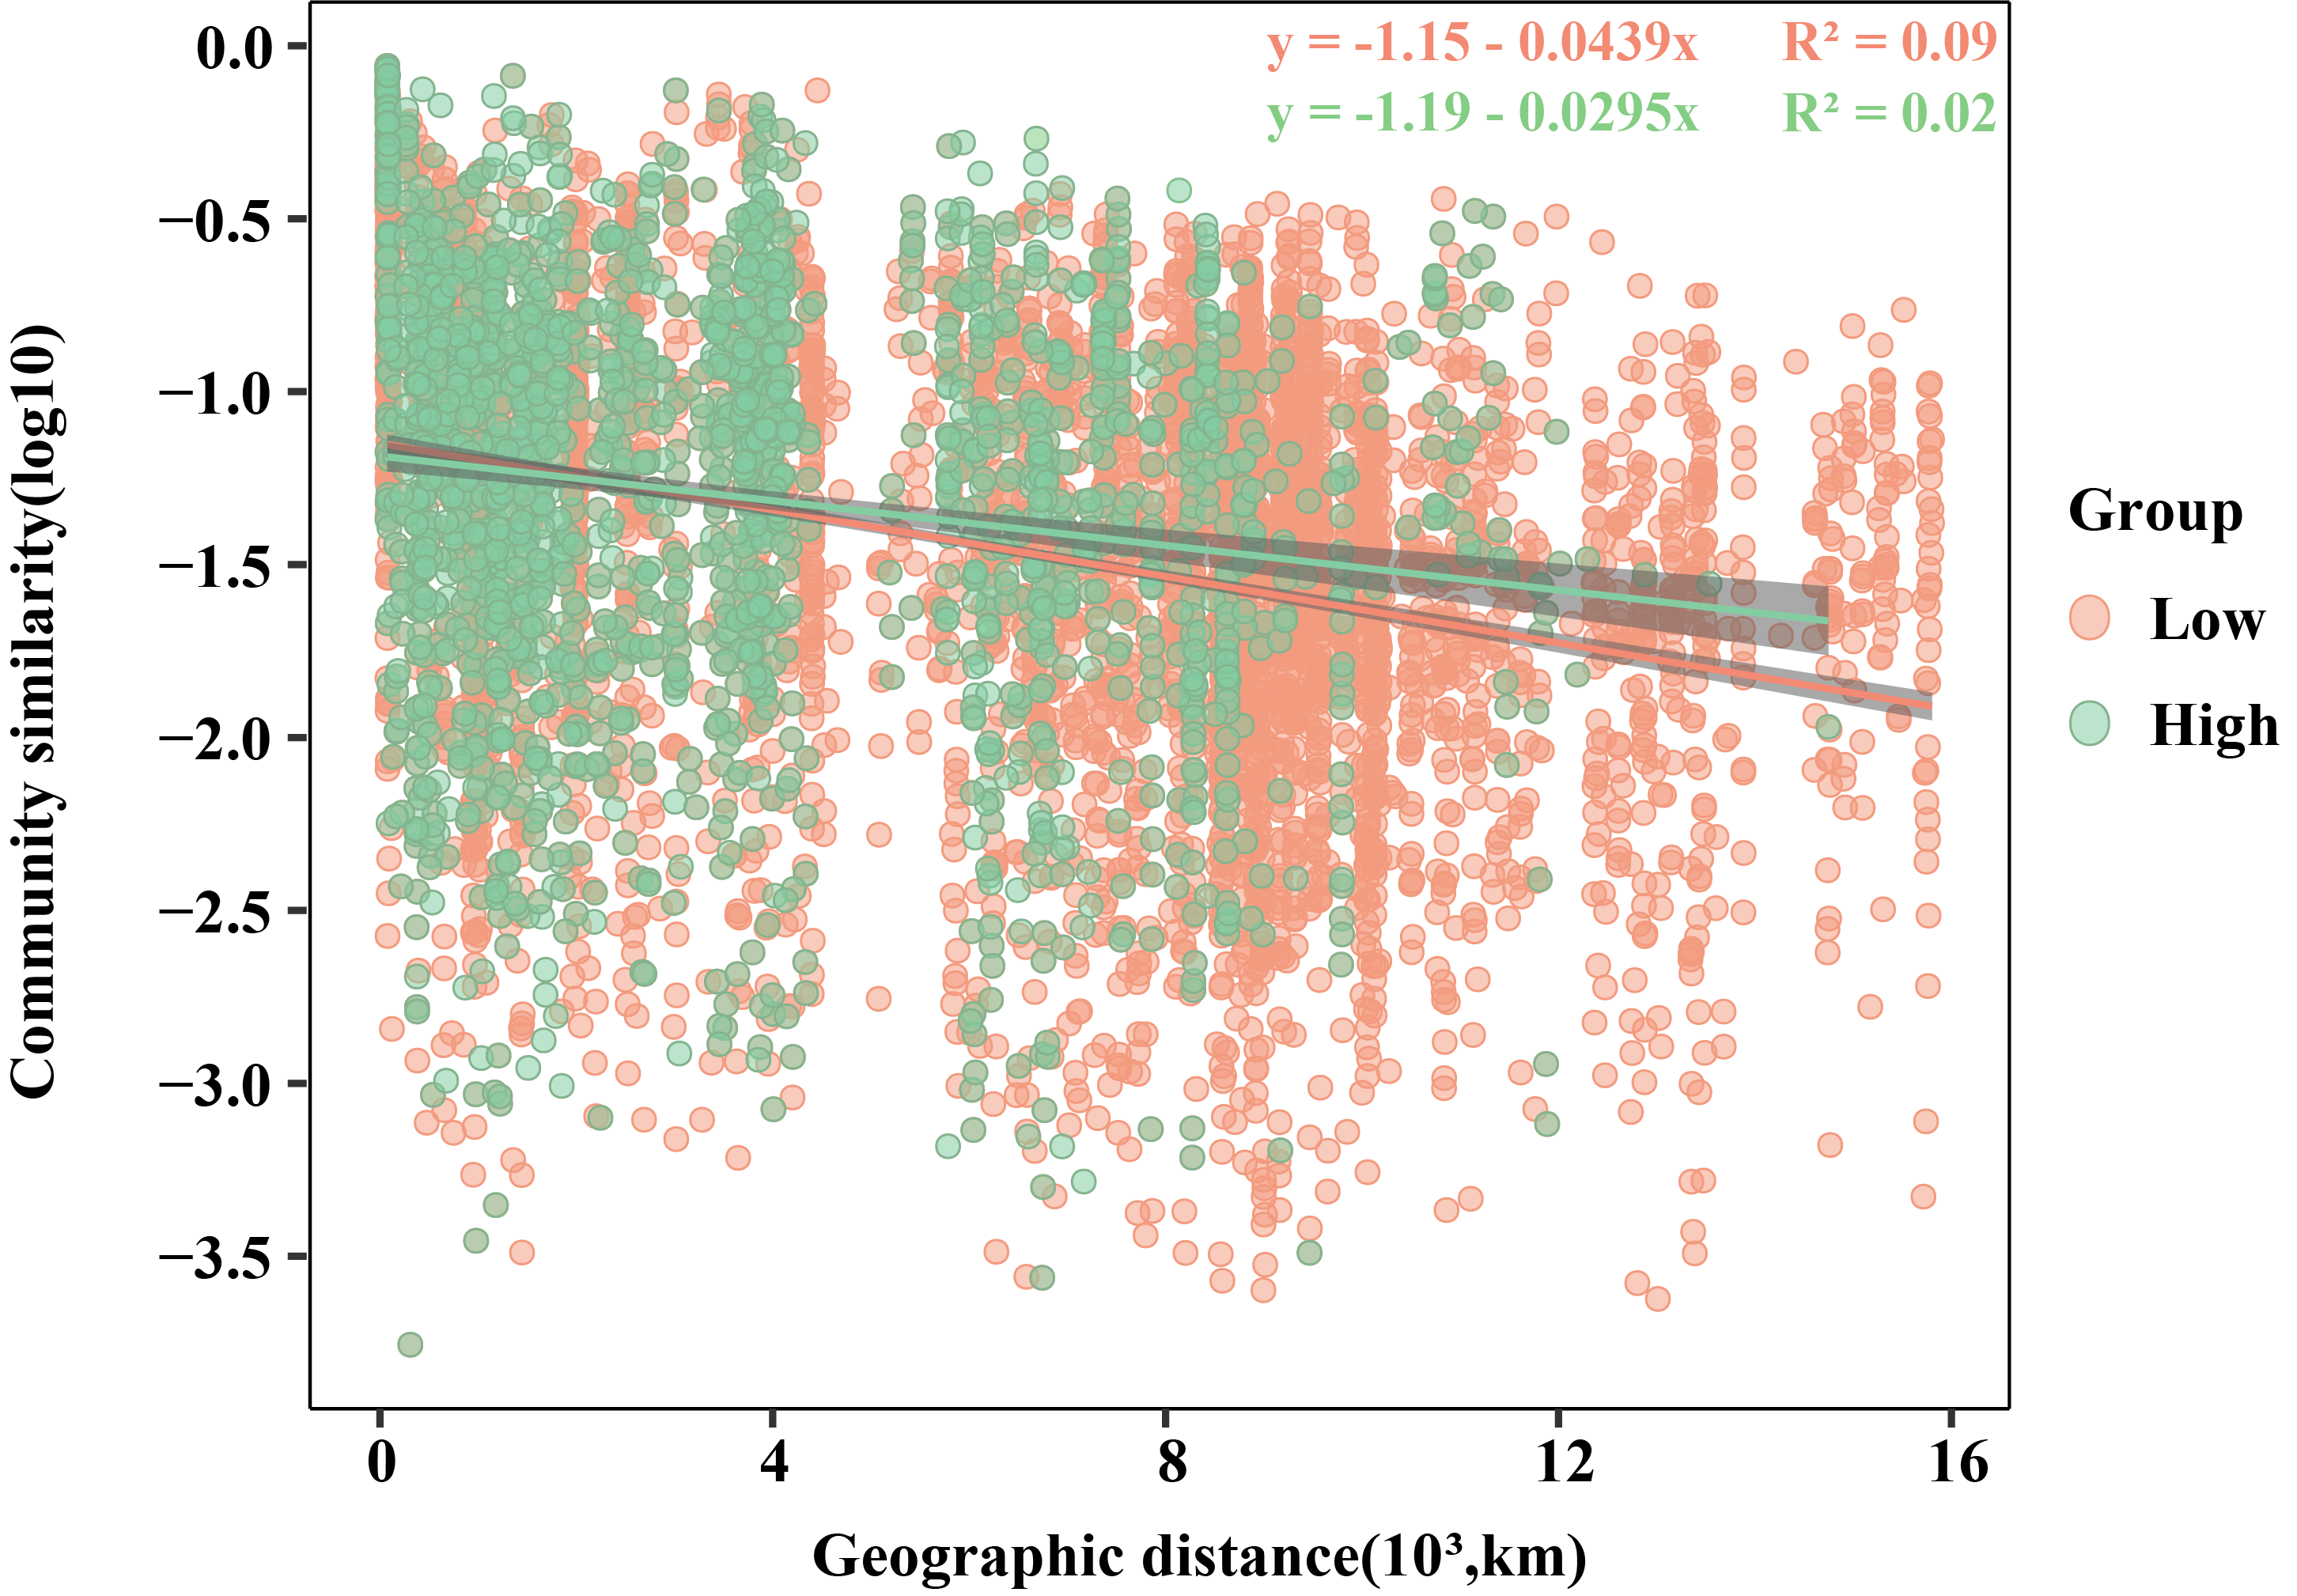 y = -1.15 - 0.0439x R² = 0.09
y = -1.19 - 0.0295x R² = 0.02
0.0
−0.5
−1.0
−1.5
−2.0
−2.5
−3.0
−3.5
Community similarity(log10)
0 4 8 12 16
Geographic distance(10³,km)
Group
Low
High